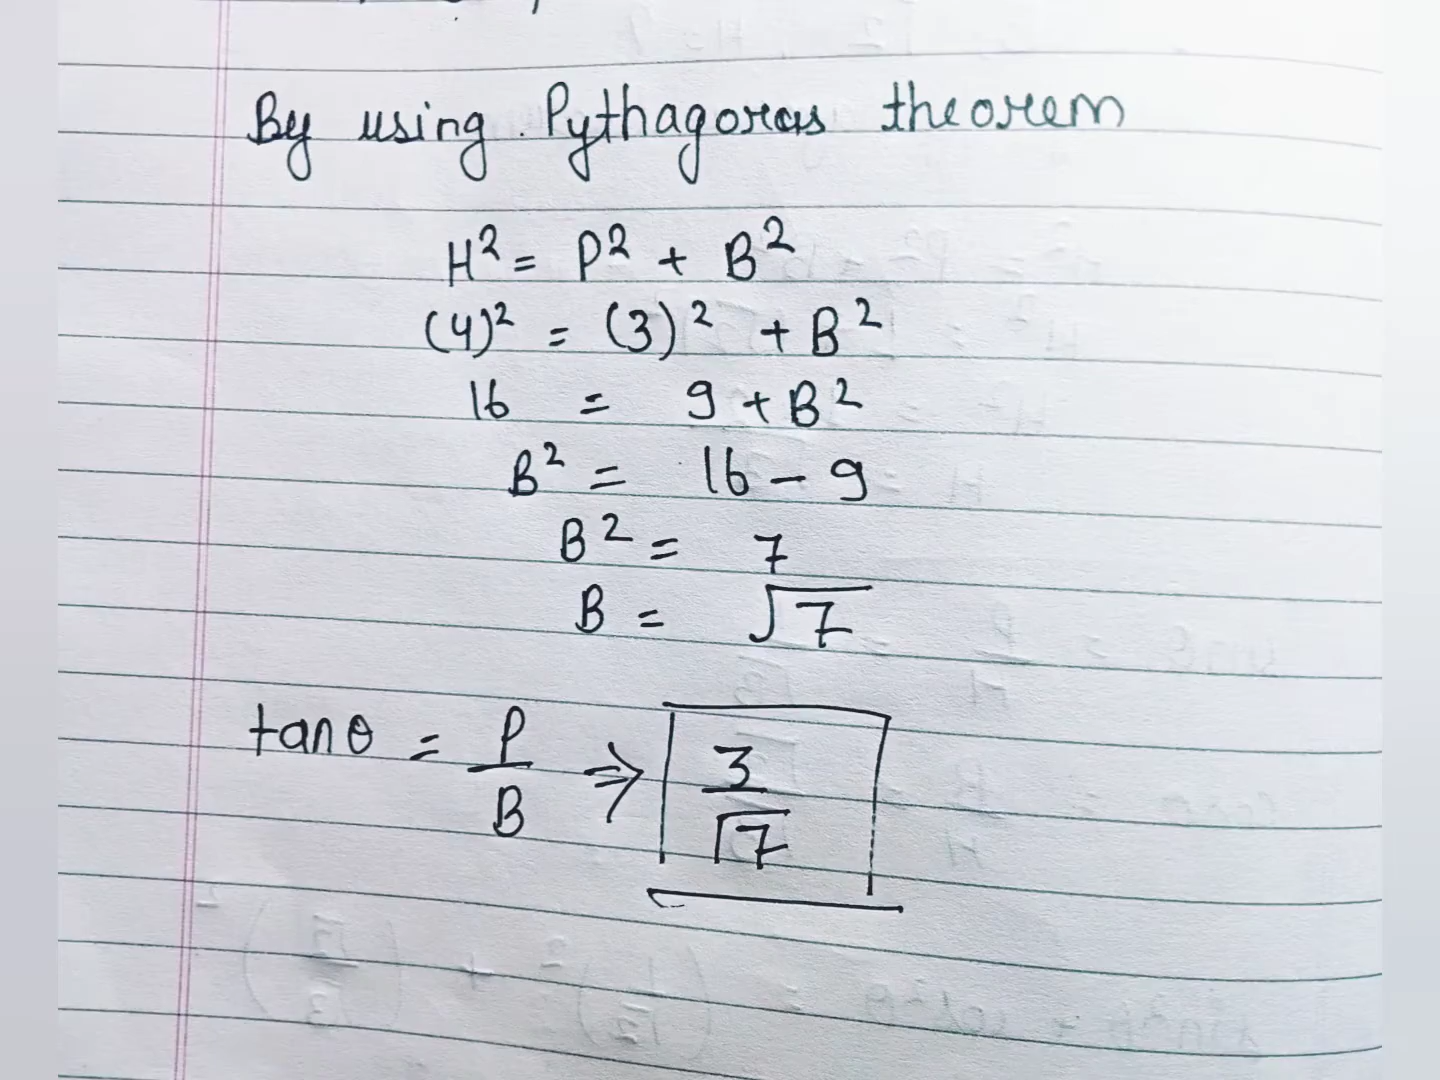 By using Pythagoras theorem
H² = P² + B²
(4)² = (3)² + B²
16 = 9 + B²
B² = 16 - 9
B² = 7
B = √7
tanθ = P/B ⇒ 3/√7